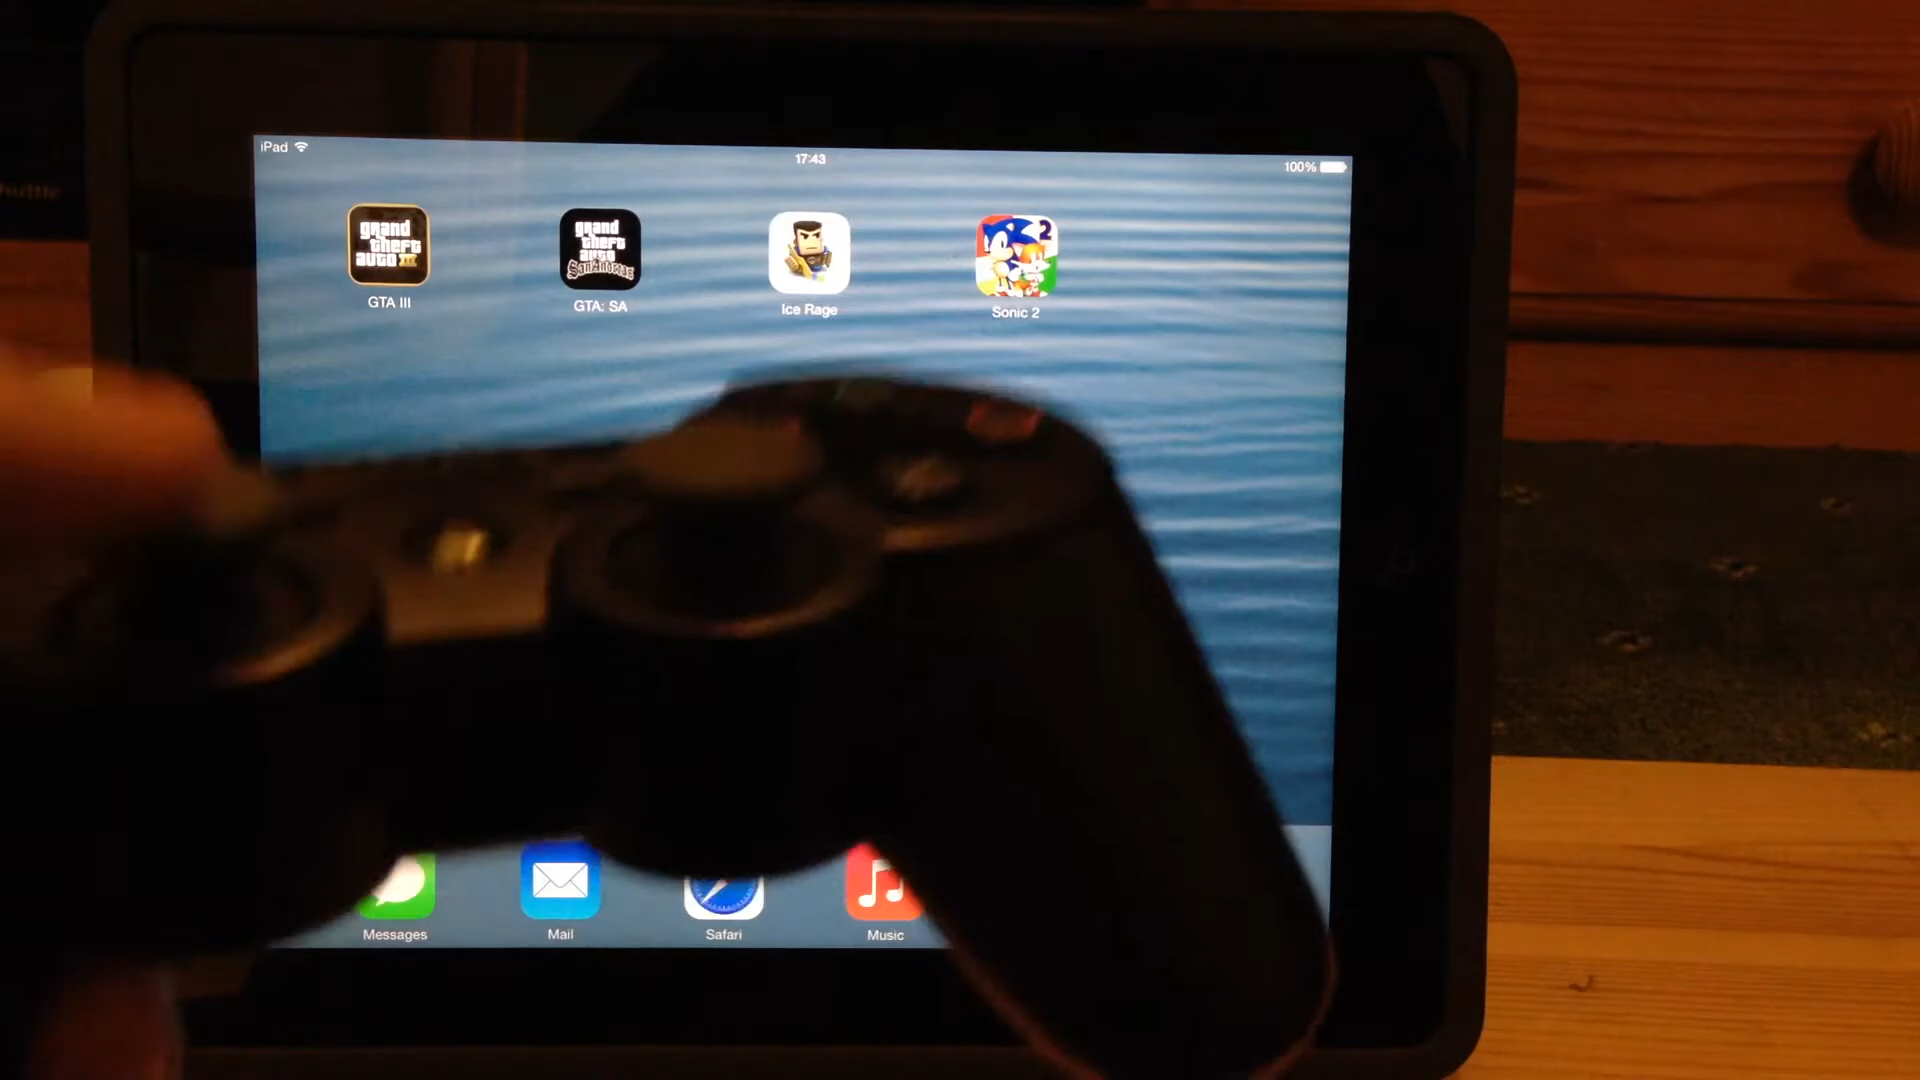 iPad
17:43
100%
grand
theft
auto III
grand
theft
auto
San Andreas
2
GTA III
GTA: SA
Ice Rage
Sonic 2
Messages
Mail
Safari
Music